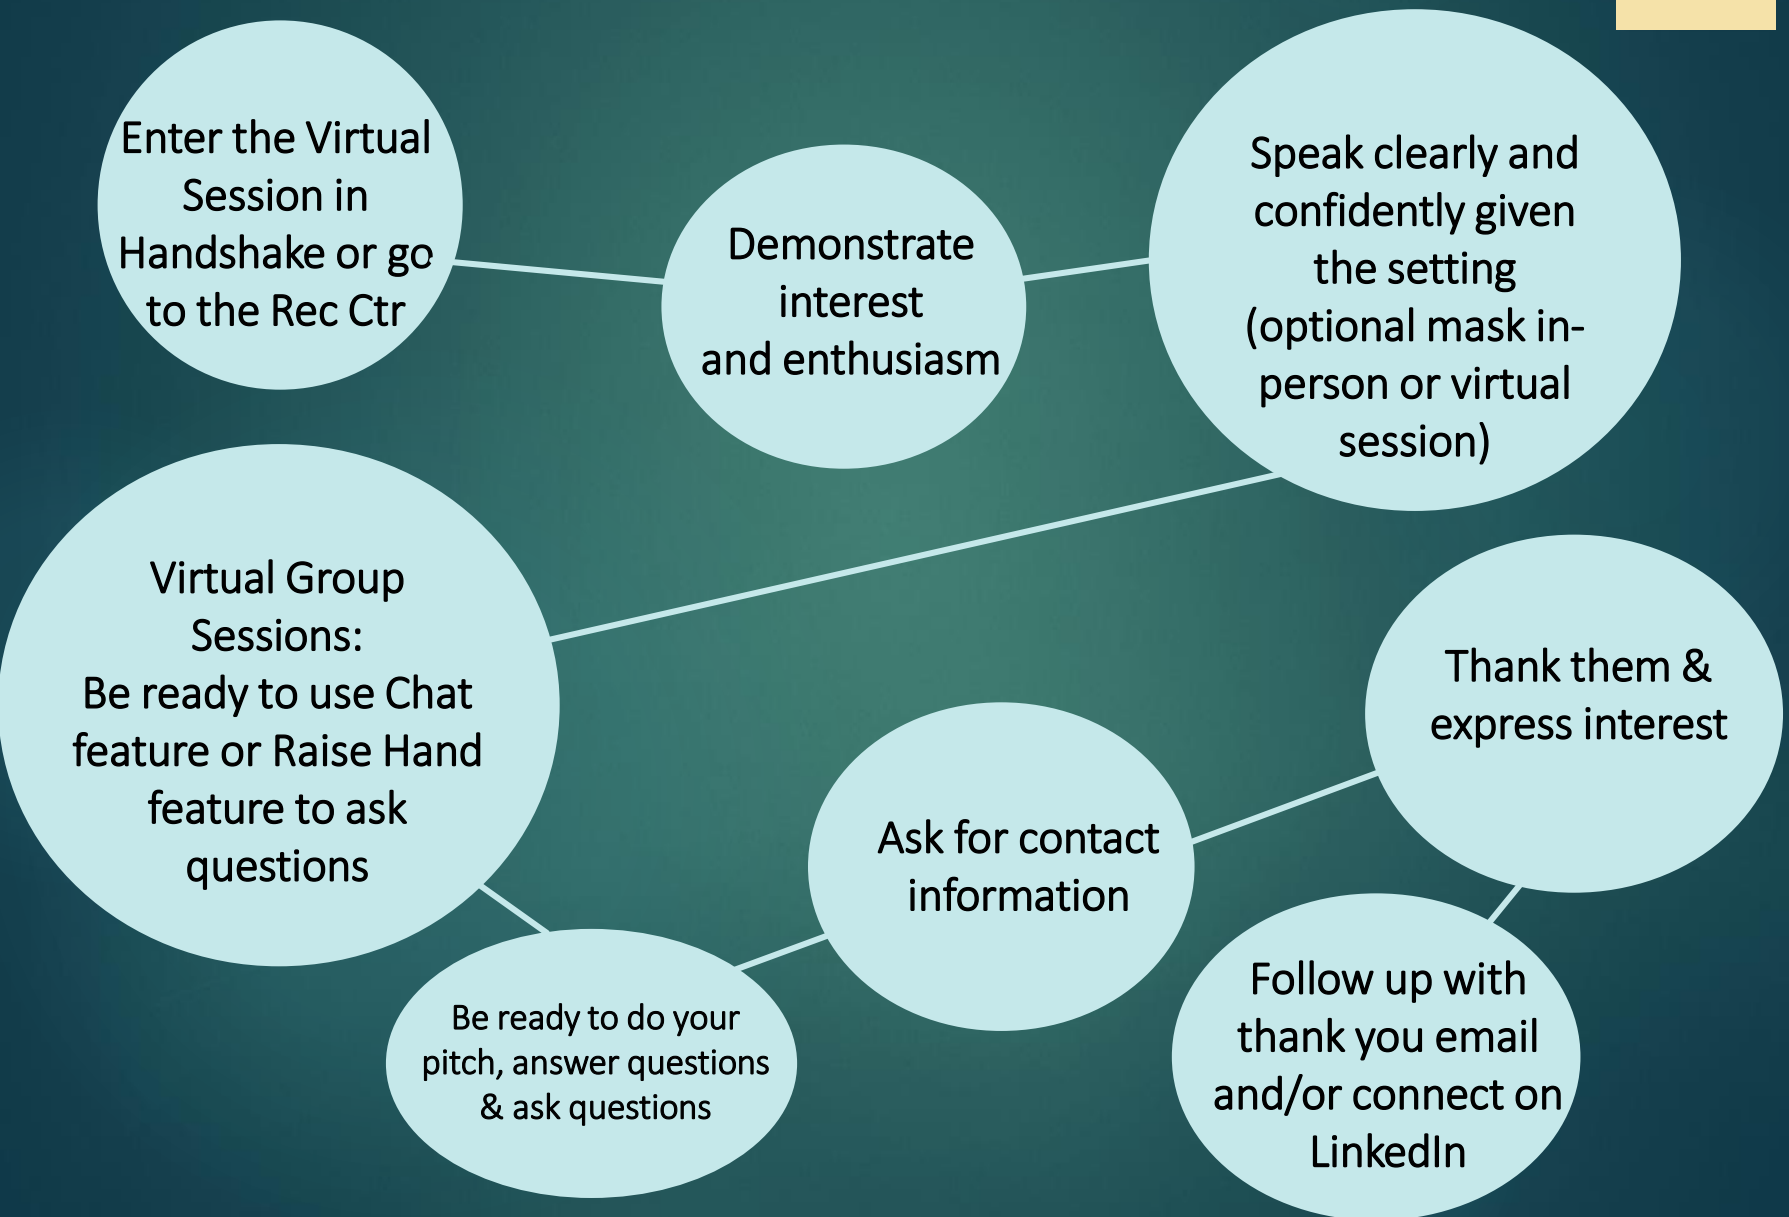 Enter the Virtual
Session in
Handshake or go
to the Rec Ctr
Demonstrate
interest
and enthusiasm
Speak clearly and
confidently given
the setting
(optional mask in-
person or virtual
session)
Virtual Group
Sessions:
Be ready to use Chat
feature or Raise Hand
feature to ask
questions
Be ready to do your
pitch, answer questions
& ask questions
Ask for contact
information
Thank them &
express interest
Follow up with
thank you email
and/or connect on
LinkedIn